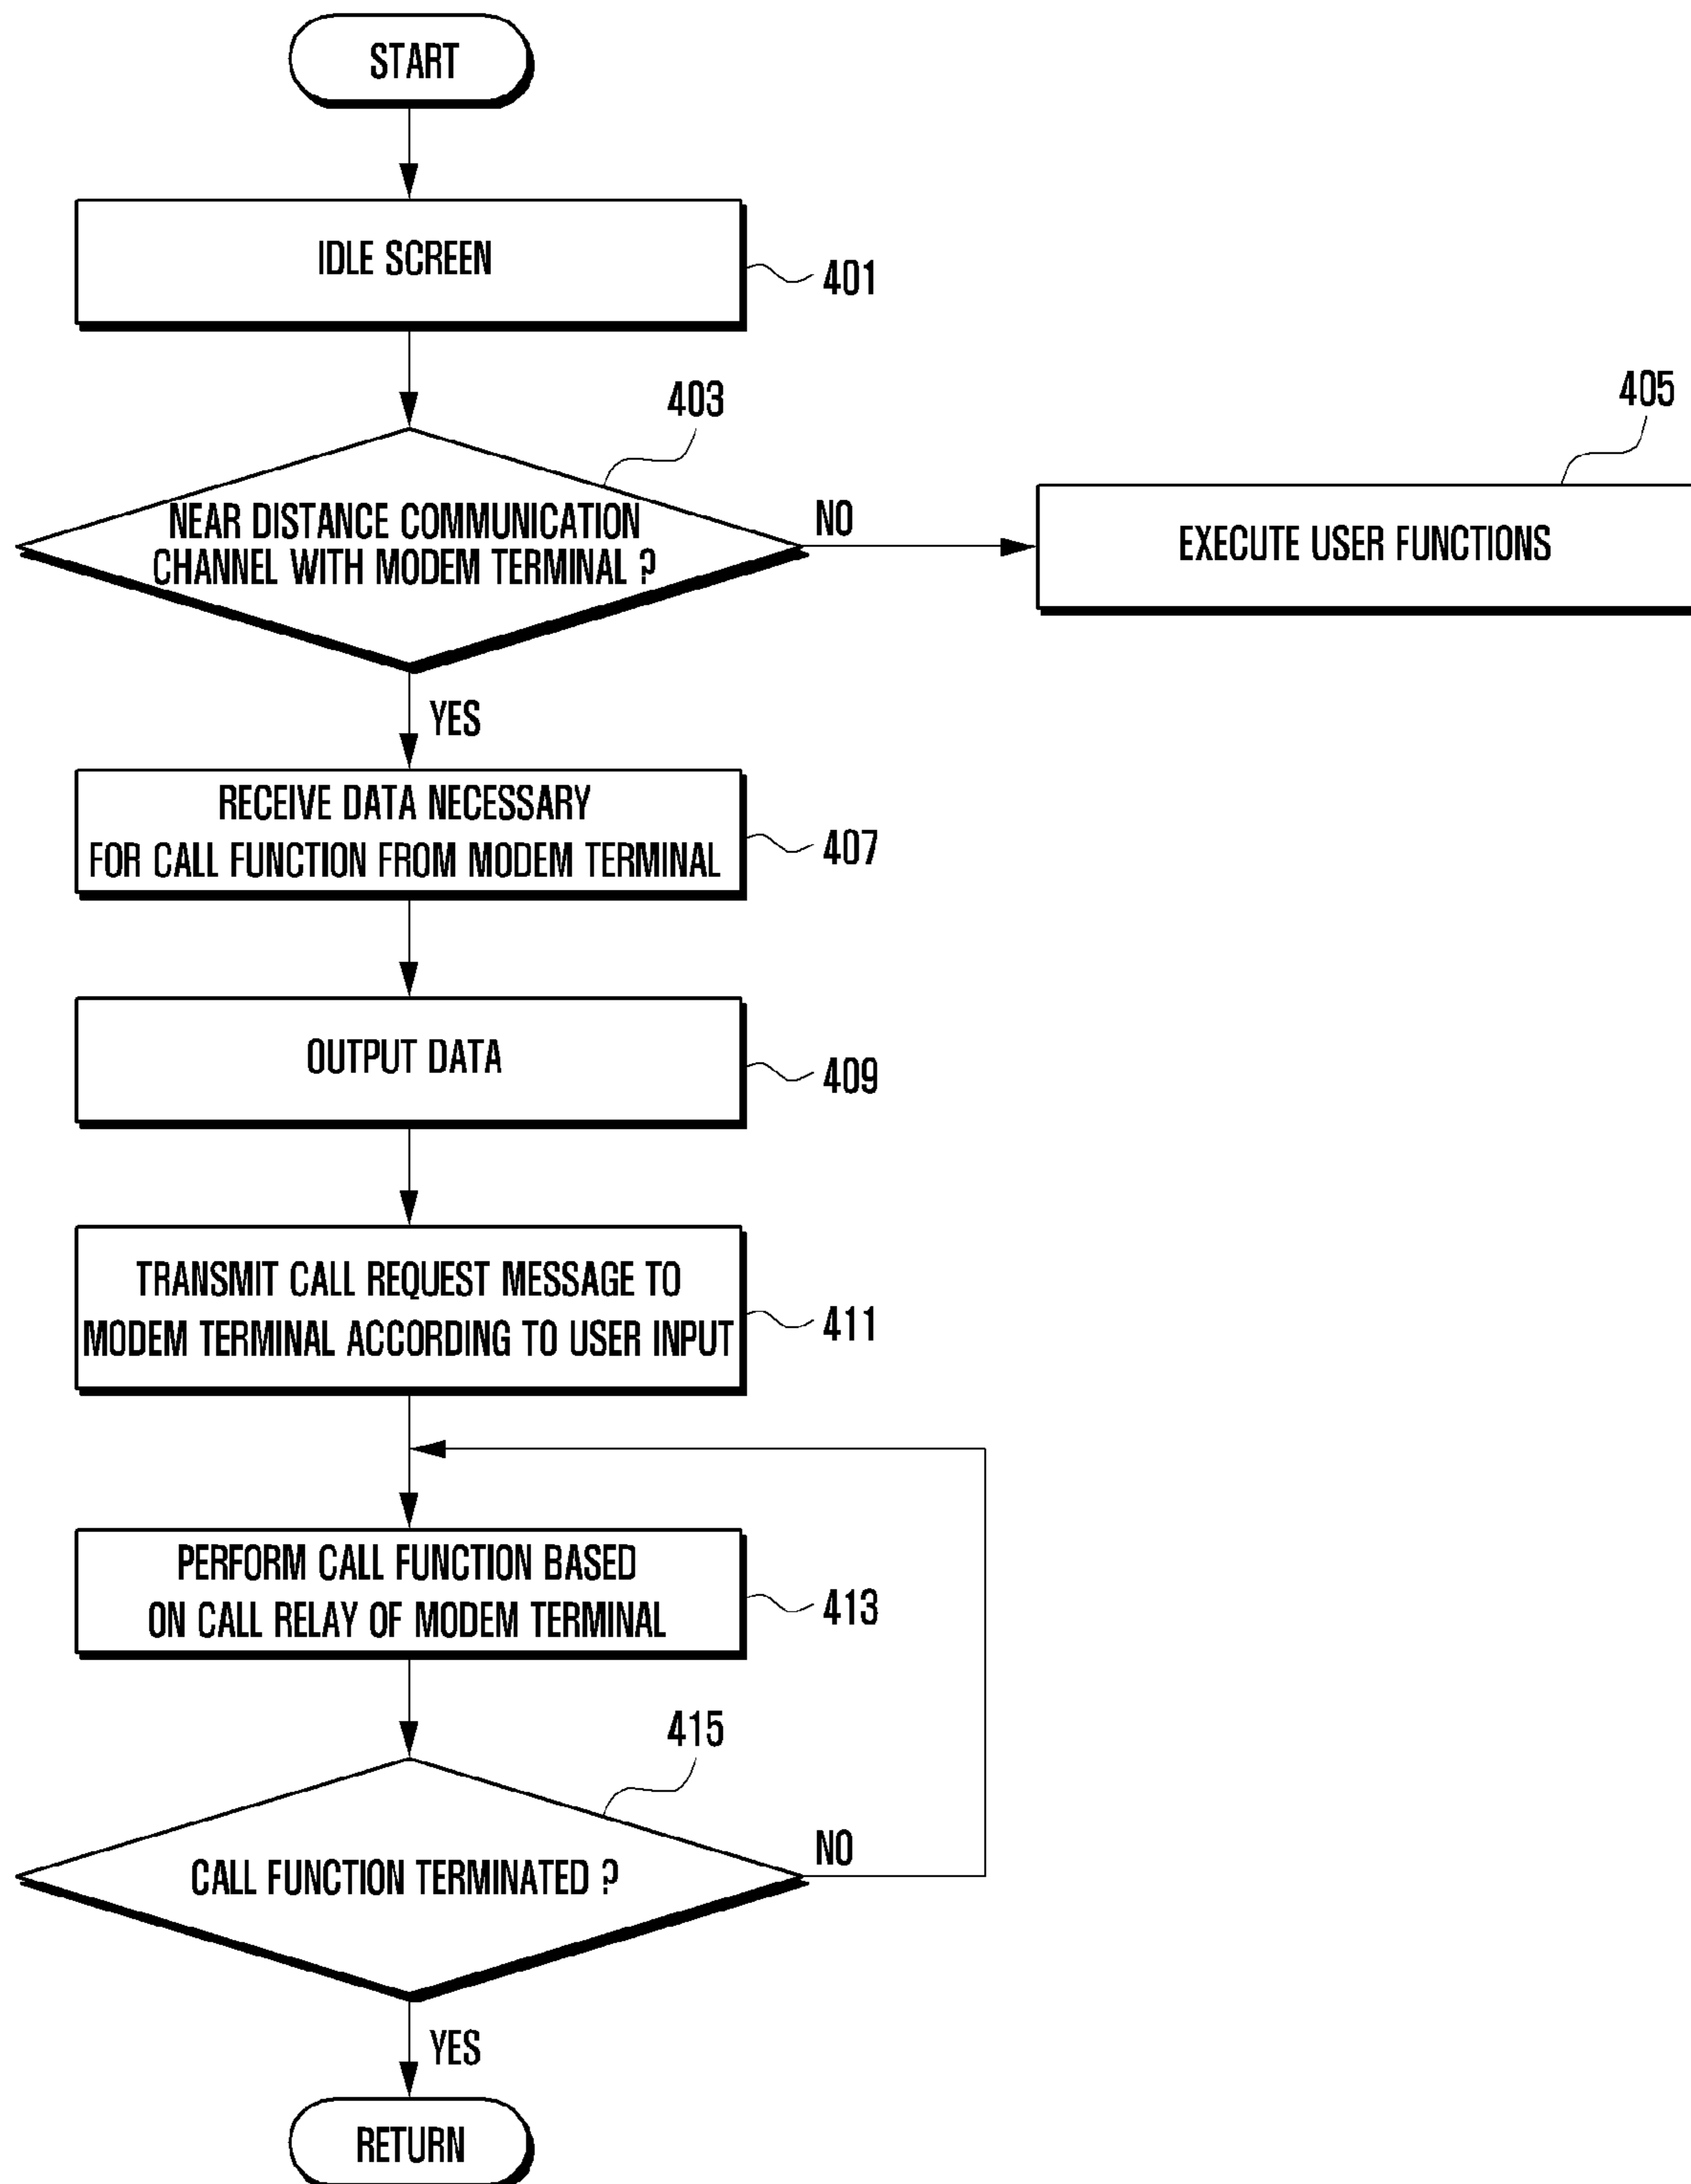 START
IDLE SCREEN
401
403
NEAR DISTANCE COMMUNICATION
CHANNEL WITH MODEM TERMINAL ?
NO
405
EXECUTE USER FUNCTIONS
YES
RECEIVE DATA NECESSARY
FOR CALL FUNCTION FROM MODEM TERMINAL
407
OUTPUT DATA
409
TRANSMIT CALL REQUEST MESSAGE TO
MODEM TERMINAL ACCORDING TO USER INPUT
411
PERFORM CALL FUNCTION BASED
ON CALL RELAY OF MODEM TERMINAL
413
415
CALL FUNCTION TERMINATED ?
NO
YES
RETURN